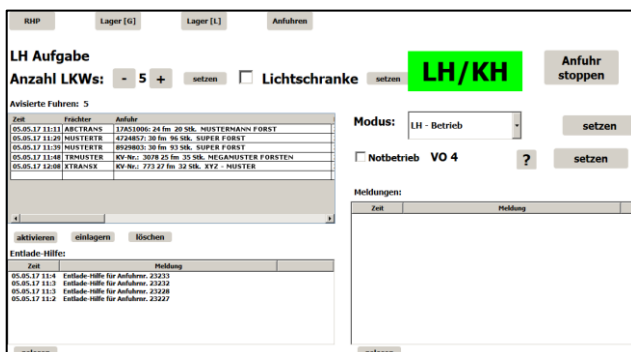 RHP Lager [G] Lager [L] Anfuhren
LH Aufgabe
Anzahl LKWs: - 5 + setzen Lichtschranke setzen LH/KH Anfuhr stoppen
Avisierte Fuhren: 5
Zeit Frächter Anfuhr
05.05.17 11:11 ABCTRANS 17A51006: 24 fm 20 Stk. MUSTERMANN FORST
05.05.17 11:29 MUSTERTR 4724857: 30 fm 96 Stk. SUPER FORST
05.05.17 11:39 MUSTERTR 8929803: 30 fm 93 Stk. SUPER FORST
05.05.17 11:48 TRMUSTER KV-Nr.: 3078 25 fm 35 Stk. MEGAMUSTER FORSTEN
05.05.17 12:08 XTRANSX KV-Nr.: 773 27 fm 32 Stk. XYZ - MUSTER
Modus: LH - Betrieb setzen
Notbetrieb VO 4 ? setzen
aktivieren einlagern löschen
Entlade-Hilfe:
Zeit Meldung
05.05.17 11:4 Entlade-Hilfe für Anfuhrnr. 23233
05.05.17 11:3 Entlade-Hilfe für Anfuhrnr. 23232
05.05.17 11:3 Entlade-Hilfe für Anfuhrnr. 23228
05.05.17 11:2 Entlade-Hilfe für Anfuhrnr. 23227
Meldungen:
Zeit Meldung